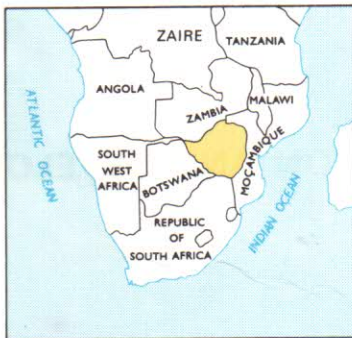 ZAIRE
TANZANIA
ANGOLA
MALAWI
ZAMBIA
ATLANTIC OCEAN
MOÇAMBIQUE
SOUTH
WEST
AFRICA
BOTSWANA
INDIAN OCEAN
REPUBLIC
OF
SOUTH AFRICA